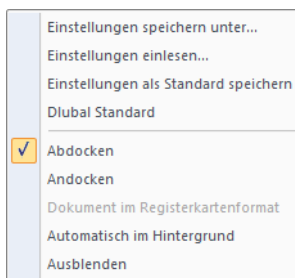 Einstellungen speichern unter...
Einstellungen einlesen...
Einstellungen als Standard speichern
Dlubal Standard
Abdocken
Andocken
Dokument im Registerkartenformat
Automatisch im Hintergrund
Ausblenden